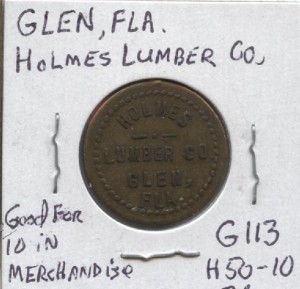 GLEN, FLA.
HOLMES LUMBER CO,
HOLMES
LUMBER CO.
GLEN,
FLA.
GOOD FOR
10 IN
MERCHANDISE
G113
H50-10